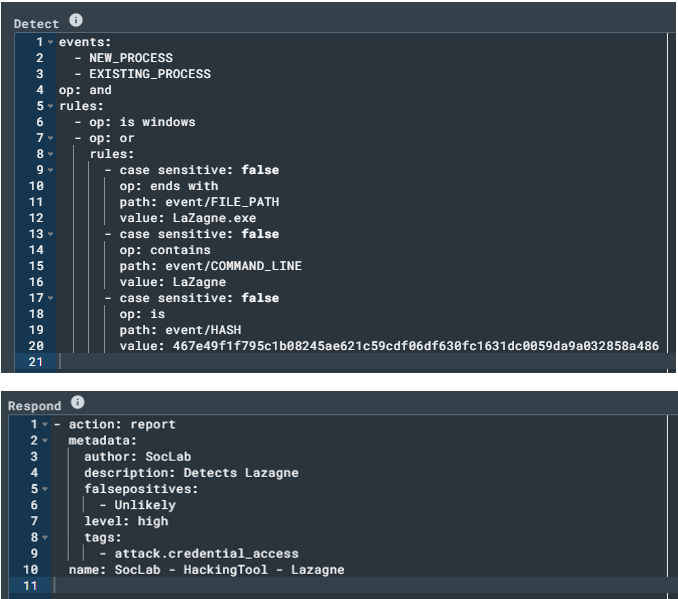 Detect i
1 events:
2   - NEW_PROCESS
3   - EXISTING_PROCESS
4 op: and
5 rules:
6   - op: is windows
7   - op: or
8     rules:
9       - case sensitive: false
10         op: ends with
11         path: event/FILE_PATH
12         value: LaZagne.exe
13       - case sensitive: false
14         op: contains
15         path: event/COMMAND_LINE
16         value: LaZagne
17       - case sensitive: false
18         op: is
19         path: event/HASH
20         value: 467e49f1f795c1b08245ae621c59cdf06df630fc1631dc0059da9a032858a486
21
Respond i
1 - action: report
2   metadata:
3     author: SocLab
4     description: Detects Lazagne
5     falsepositives:
6       - Unlikely
7     level: high
8     tags:
9       - attack.credential_access
10   name: SocLab - HackingTool - Lazagne
11